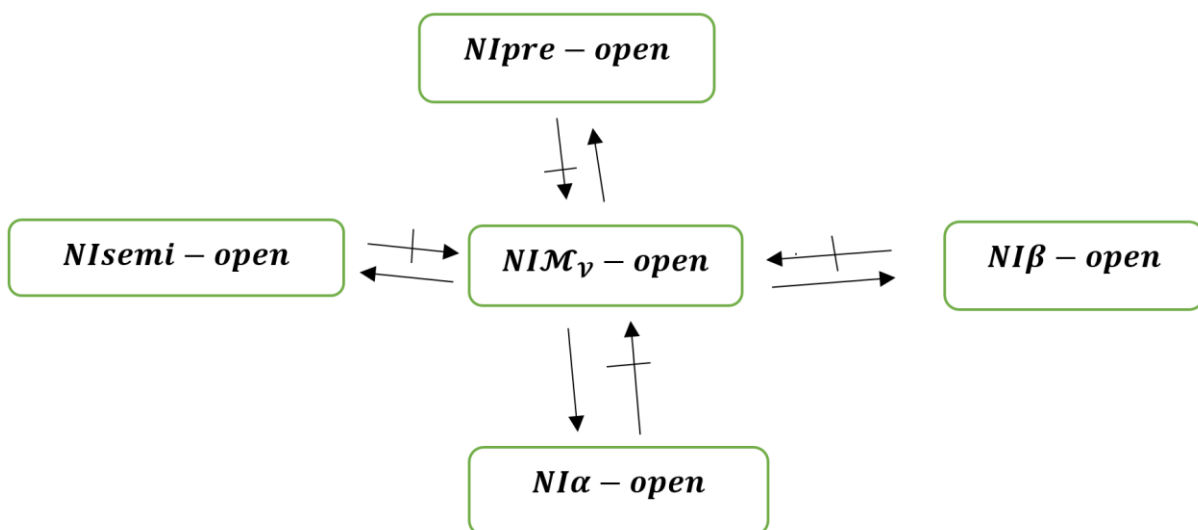 NIpre − open
NIsemi − open
NIℳᵥ − open
NIβ − open
NIα − open